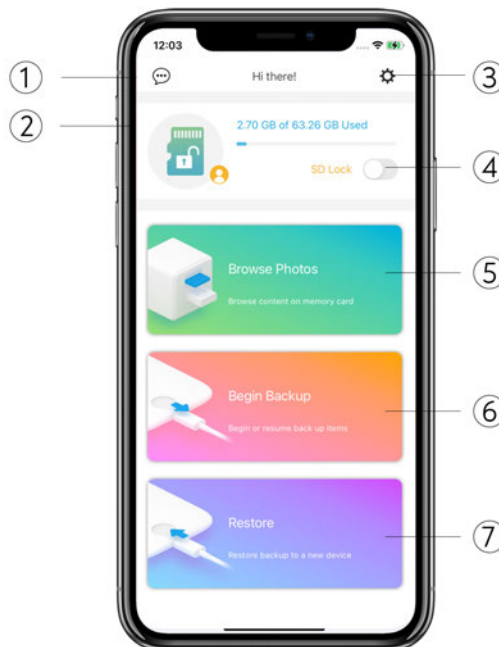 12:03
①
Hi there!
③
②
2.70 GB of 63.26 GB Used
SD Lock
④
Browse Photos
⑤
Browse content on memory card
Begin Backup
⑥
Begin or resume back up items
Restore
⑦
Restore backup to a new device